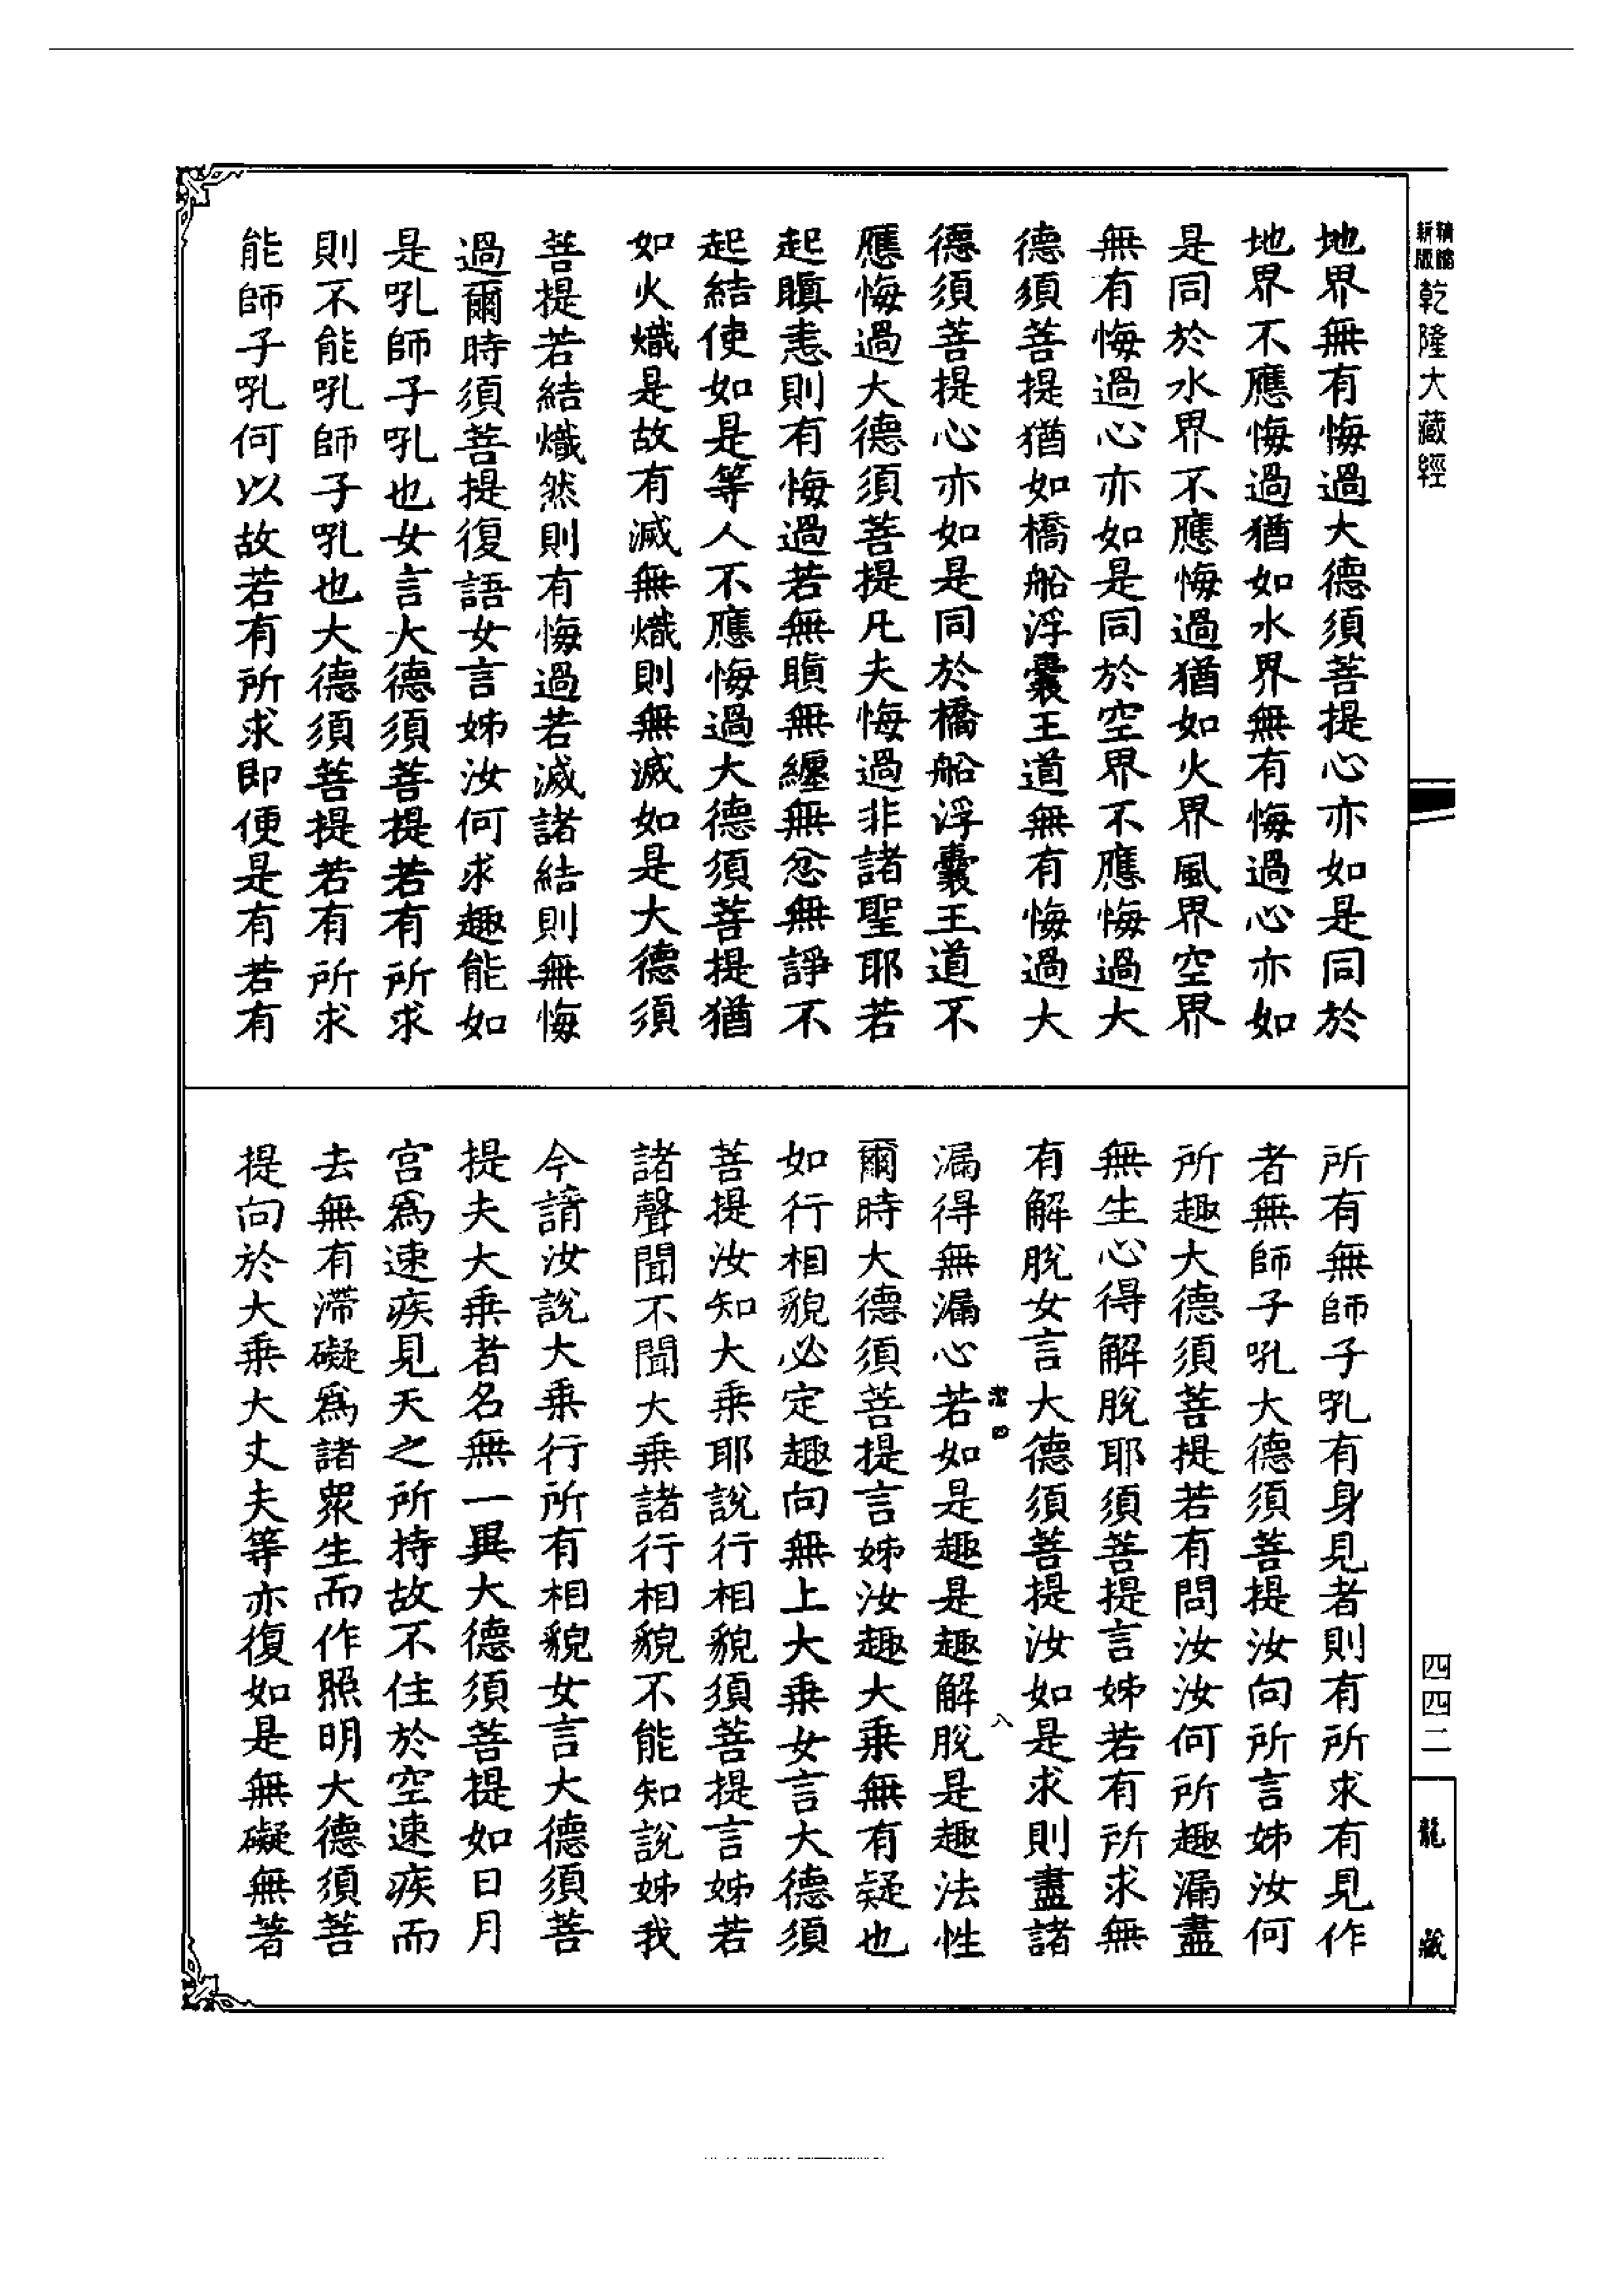 乾隆大藏經
地界無有悔過大德須菩提心亦如是同於
地界不應悔過猶如水界無有悔過心亦如
是同於水界不應悔過猶如火界風界空界
無有悔過心亦如是同於空界不應悔過大
德須菩提猶如橋船浮囊王道無有悔過大
德須菩提心亦如是同於橋船浮囊王道不
應悔過大德須菩提凡夫悔過非諸聖耶若
起瞋恚則有悔過若無瞋無纏無忿無諍不
起結使如是等人不應悔過大德須菩提猶
如火熾是故有滅無熾則無滅如是大德須
菩提若結熾然則有悔過若滅諸結則無悔
過爾時須菩提復語女言姊汝何求趣能如
是吼師子吼也女言大德須菩提若有所求
則不能吼師子吼也大德須菩提若有所求
能師子吼何以故若有所求即便是有若有
所有無師子吼有身見者則有所求有見作
者無師子吼大德須菩提汝向所言姊汝何
所趣大德須菩提若有問汝汝何所趣漏盡
無生心得解脫耶須菩提言姊若有所求無
有解脫女言大德須菩提汝如是求則盡諸
漏得無漏心若如是趣是趣解脫是趣法性
爾時大德須菩提言姊汝趣大乘無有疑也
如行相貌必定趣向無上大乘女言大德須
菩提汝知大乘耶說行相貌須菩提言姊若
諸聲聞不聞大乘諸行相貌不能知說姊我
今請汝說大乘行所有相貌女言大德須菩
提夫大乘者名無一異大德須菩提如日月
宮為速疾見天之所持故不住於空速疾而
去無有滯礙為諸眾生而作照明大德須菩
提向於大乘大丈夫等亦復如是無礙無著
八
四四二
龍藏